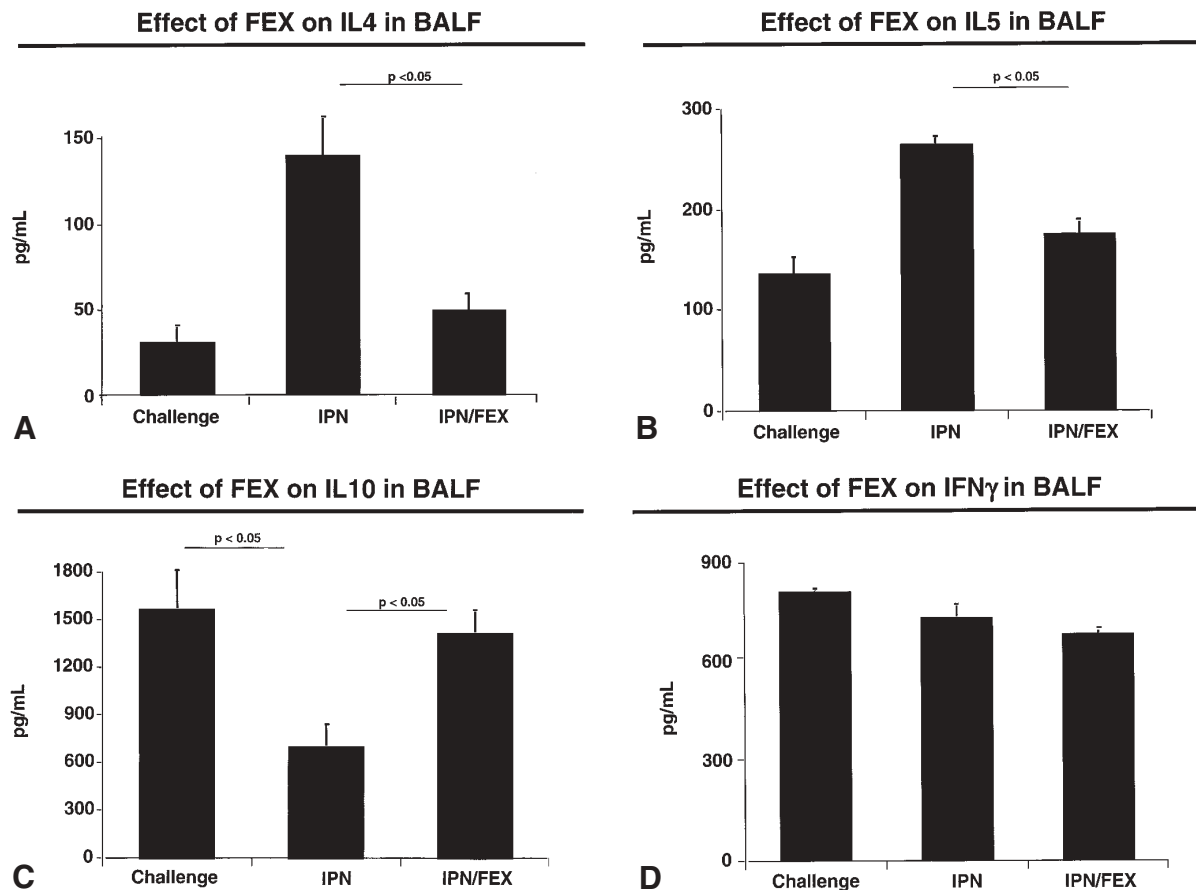 Effect of FEX on IL4 in BALF
p <0.05
150
100
50
0
pg/mL
Challenge IPN IPN/FEX
A
Effect of FEX on IL5 in BALF
p <0.05
300
200
100
0
pg/mL
Challenge IPN IPN/FEX
B
Effect of FEX on IL10 in BALF
p < 0.05
p < 0.05
1800
1500
1200
900
600
300
0
pg/mL
Challenge IPN IPN/FEX
C
Effect of FEX on IFNγ in BALF
900
600
300
0
pg/mL
Challenge IPN IPN/FEX
D